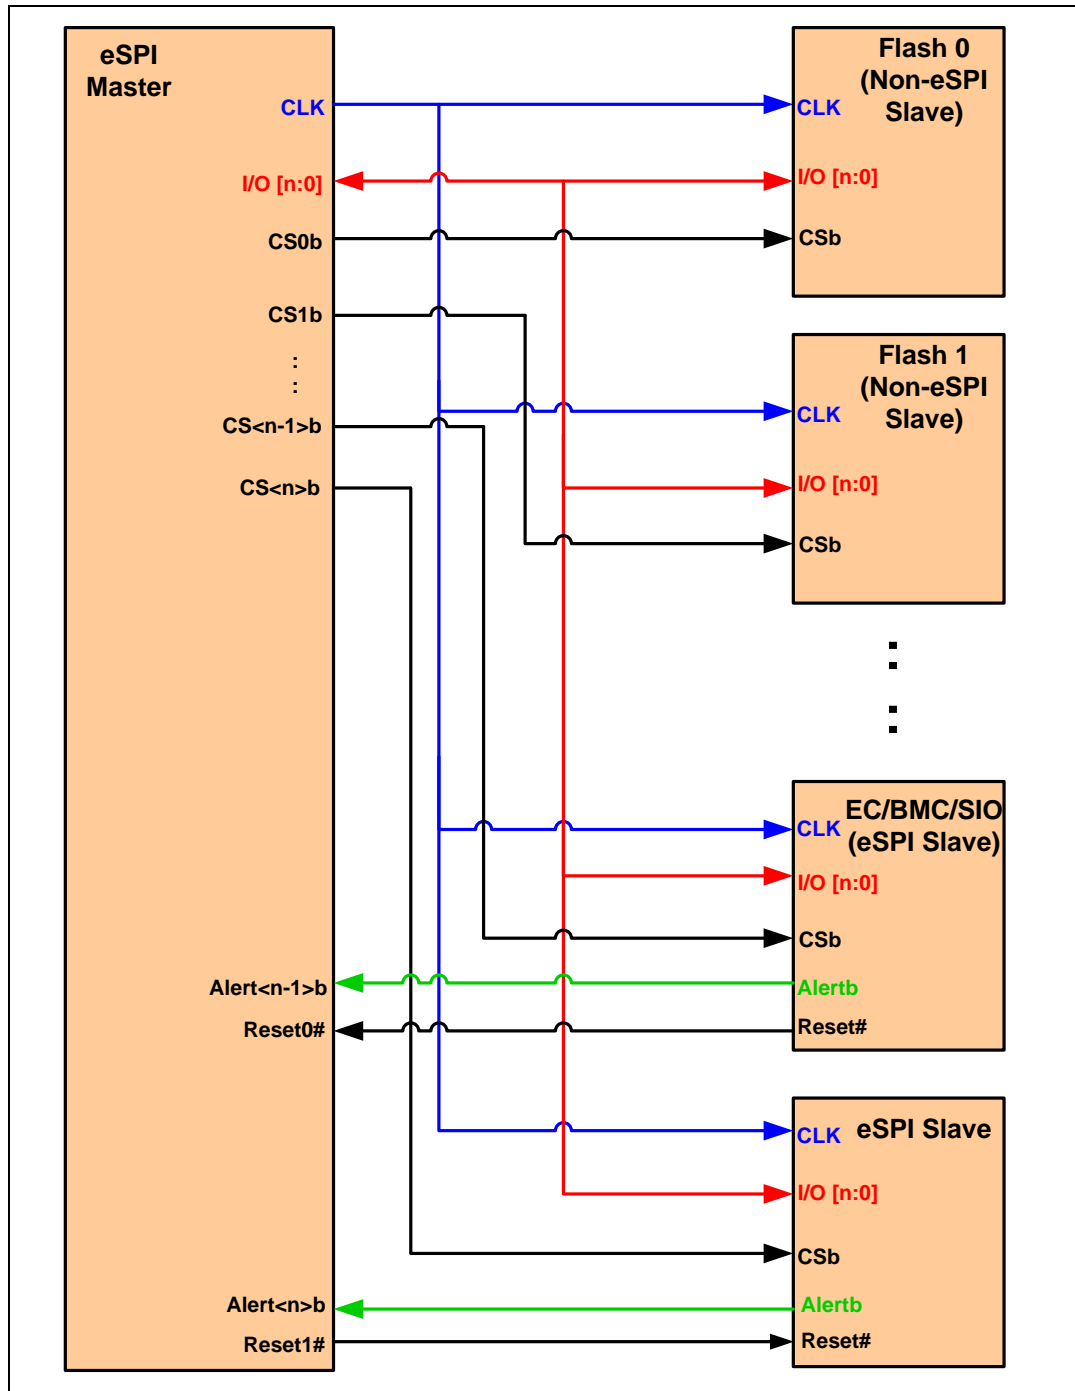 eSPI
Master
CLK
I/O [n:0]
CS0b
CS1b
:
:
CS<n-1>b
CS<n>b
Alert<n-1>b
Reset0#
Alert<n>b
Reset1#
Flash 0
(Non-eSPI
Slave)
CLK
I/O [n:0]
CSb
Flash 1
(Non-eSPI
Slave)
CLK
I/O [n:0]
CSb
:
:
EC/BMC/SIO
(eSPI Slave)
CLK
I/O [n:0]
CSb
Alertb
Reset#
eSPI Slave
CLK
I/O [n:0]
CSb
Alertb
Reset#